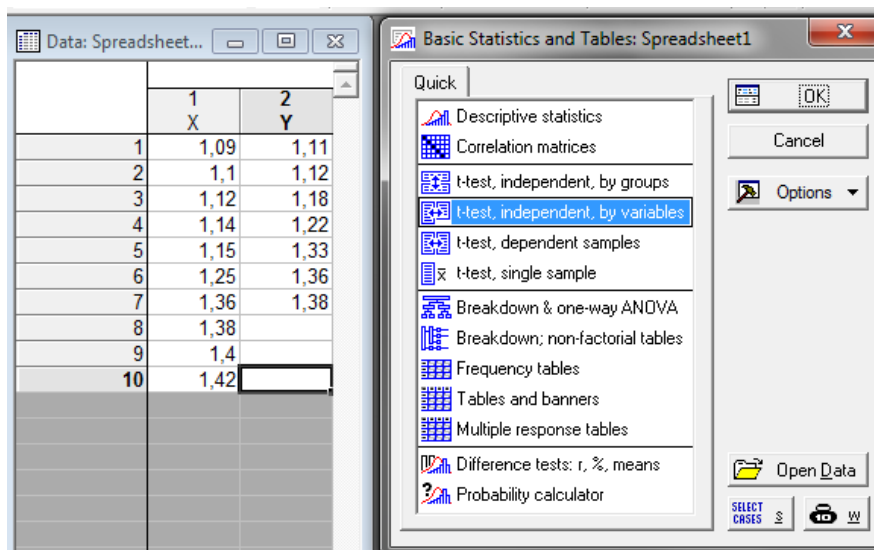 Data: Spreadsheet...
1 2
X Y
1 1,09 1,11
2 1,1 1,12
3 1,12 1,18
4 1,14 1,22
5 1,15 1,33
6 1,25 1,36
7 1,36 1,38
8 1,38
9 1,4
10 1,42
Basic Statistics and Tables: Spreadsheet1
Quick
Descriptive statistics
Correlation matrices
t-test, independent, by groups
t-test, independent, by variables
t-test, dependent samples
t-test, single sample
Breakdown & one-way ANOVA
Breakdown; non-factorial tables
Frequency tables
Tables and banners
Multiple response tables
Difference tests: r, %, means
Probability calculator
OK
Cancel
Options
Open Data
SELECT
CASES S
W